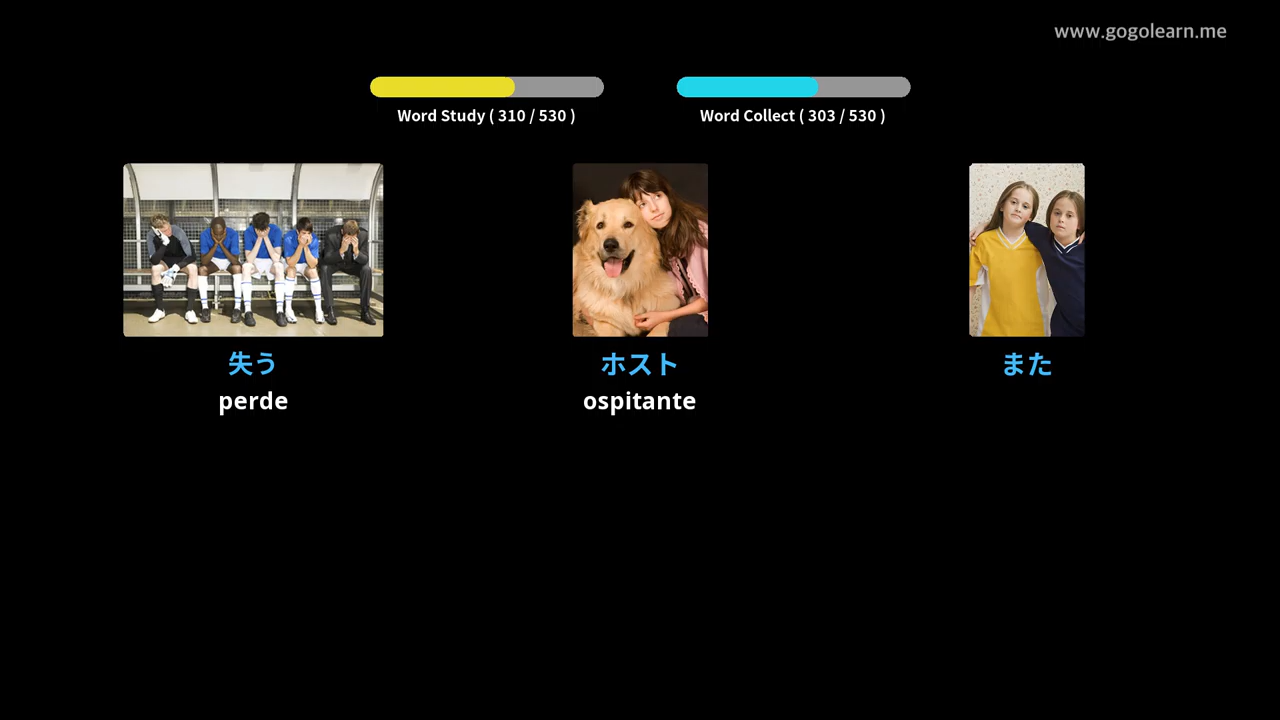 www.gogolearn.me
Word Study ( 310 / 530 )
Word Collect ( 303 / 530 )
失う
ホスト
また
perde
ospitante